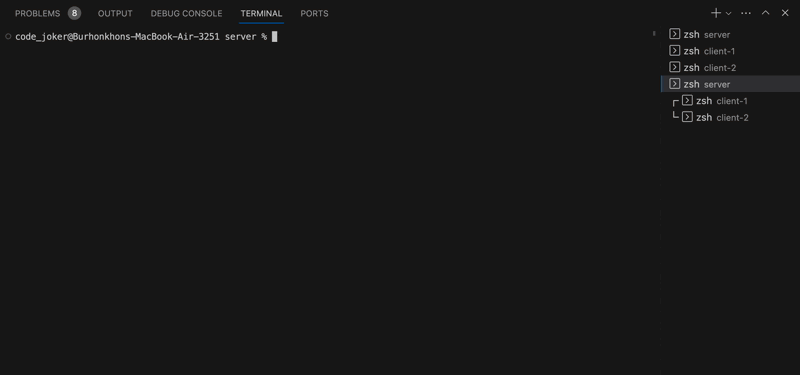 PROBLEMS 8 OUTPUT DEBUG CONSOLE TERMINAL PORTS
code_joker@Burhonkhons-MacBook-Air-3251 server %
zsh server
zsh client-1
zsh client-2
zsh server
zsh client-1
zsh client-2